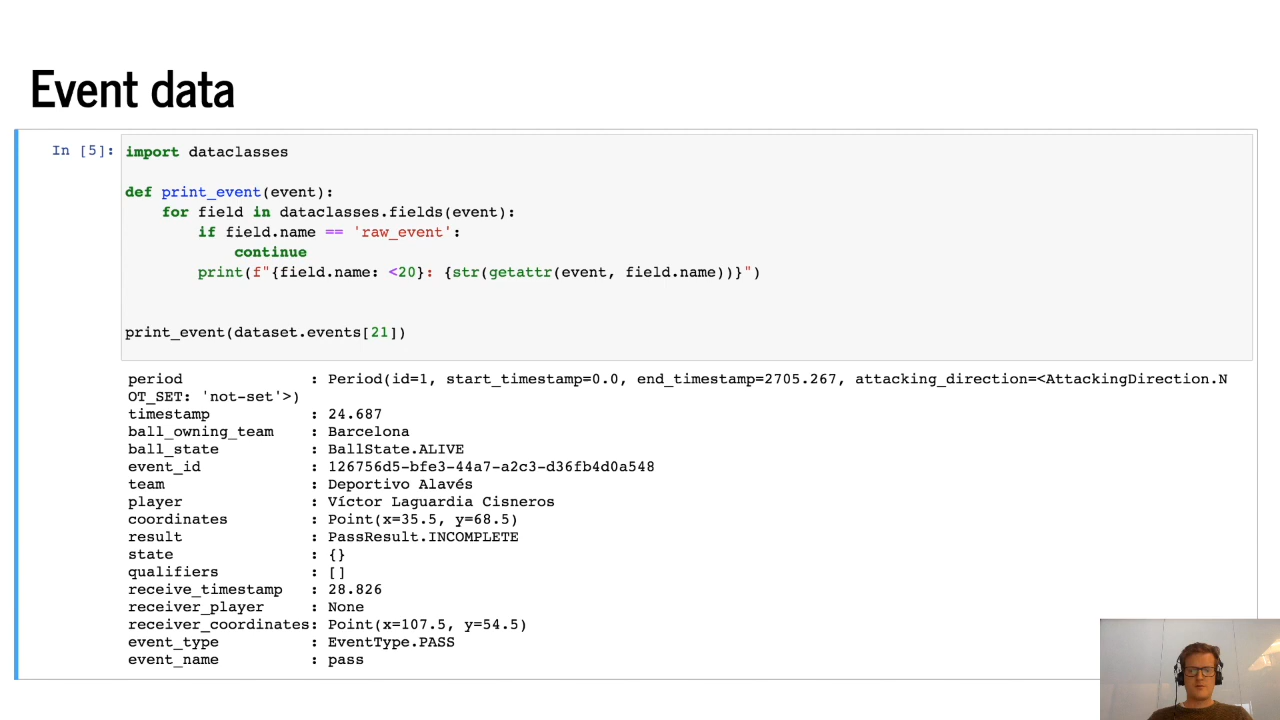 Event data
In [5]:
import dataclasses
def print_event(event):
    for field in dataclasses.fields(event):
        if field.name == 'raw_event':
            continue
        print(f"{field.name: <20}: {str(getattr(event, field.name))}")
print_event(dataset.events[21])
period              : Period(id=1, start_timestamp=0.0, end_timestamp=2705.267, attacking_direction=<AttackingDirection.N
OT_SET: 'not-set'>)
timestamp           : 24.687
ball_owning_team    : Barcelona
ball_state          : BallState.ALIVE
event_id            : 126756d5-bfe3-44a7-a2c3-d36fb4d0a548
team                : Deportivo Alavés
player              : Víctor Laguardia Cisneros
coordinates         : Point(x=35.5, y=68.5)
result              : PassResult.INCOMPLETE
state               : {}
qualifiers          : []
receive_timestamp   : 28.826
receiver_player     : None
receiver_coordinates: Point(x=107.5, y=54.5)
event_type          : EventType.PASS
event_name          : pass